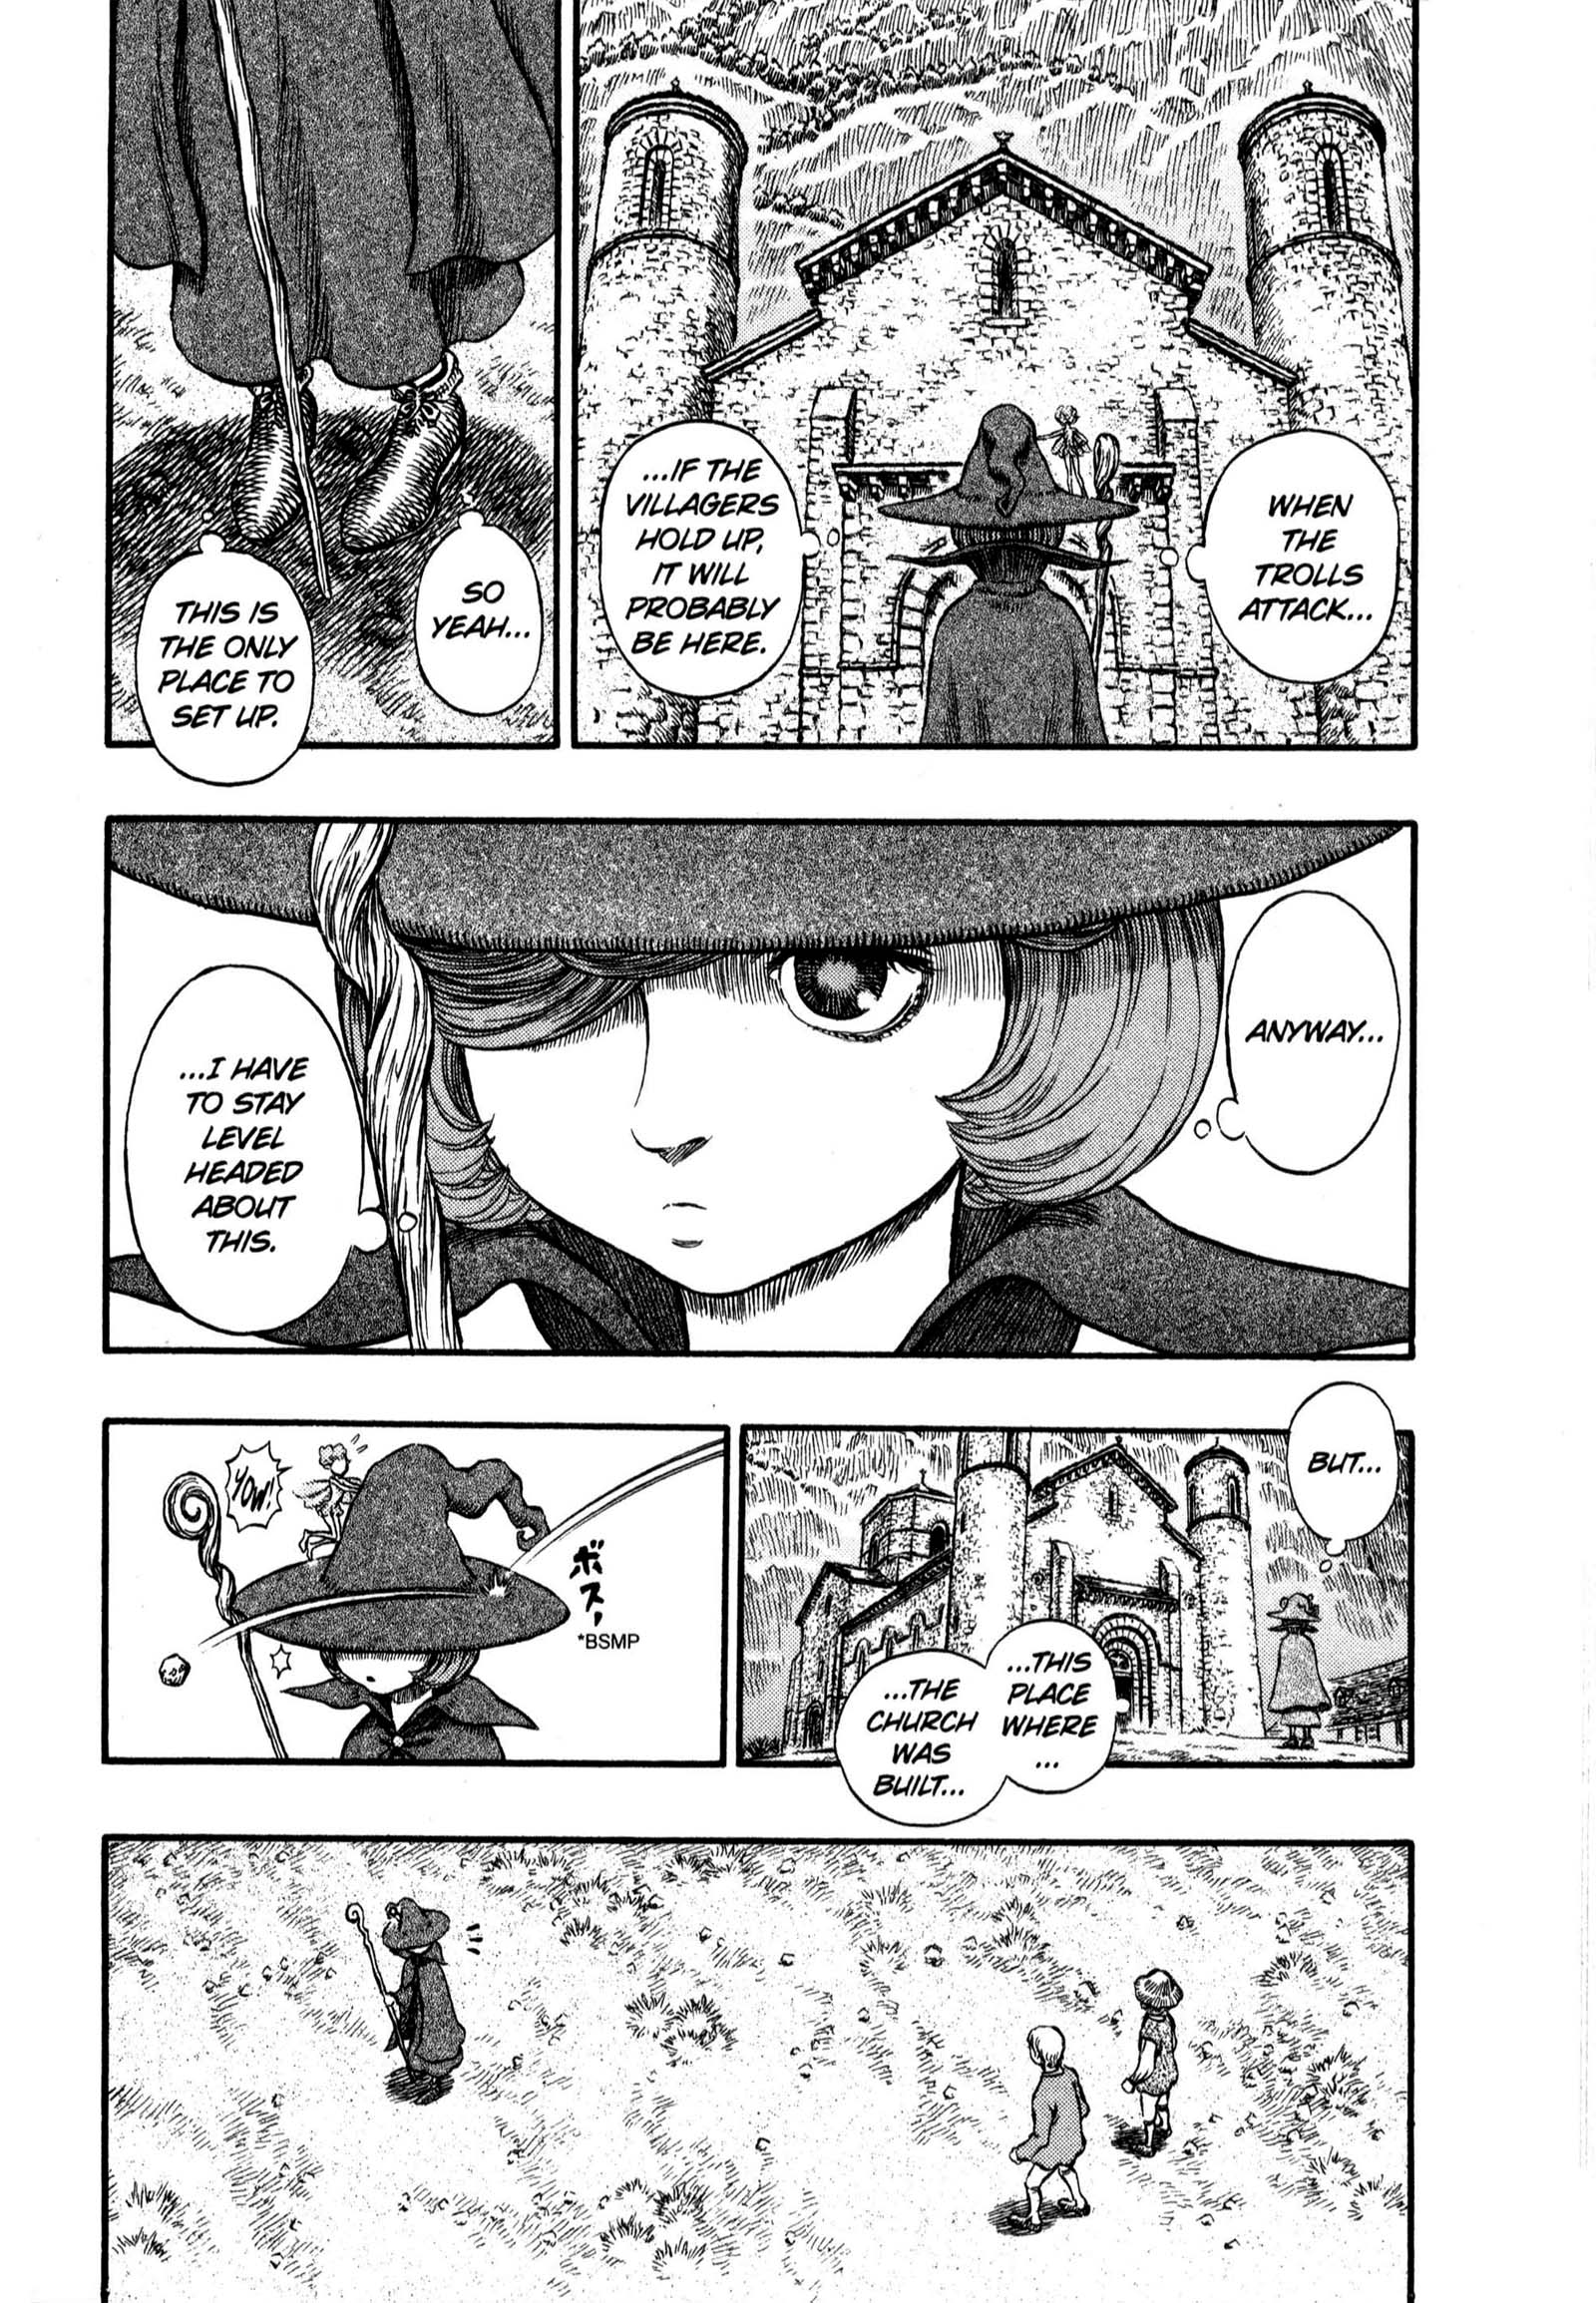 WHEN
THE
TROLLS
ATTACK...
...IF THE
VILLAGERS
HOLD UP,
IT WILL
PROBABLY
BE HERE.
SO
YEAH...
THIS IS
THE ONLY
PLACE TO
SET UP.
ANYWAY...
...I HAVE
TO STAY
LEVEL
HEADED
ABOUT
THIS.
BUT...
...THIS
PLACE
WHERE
...
...THE
CHURCH
WAS
BUILT...
ボスッ
*BSMP
YOW!